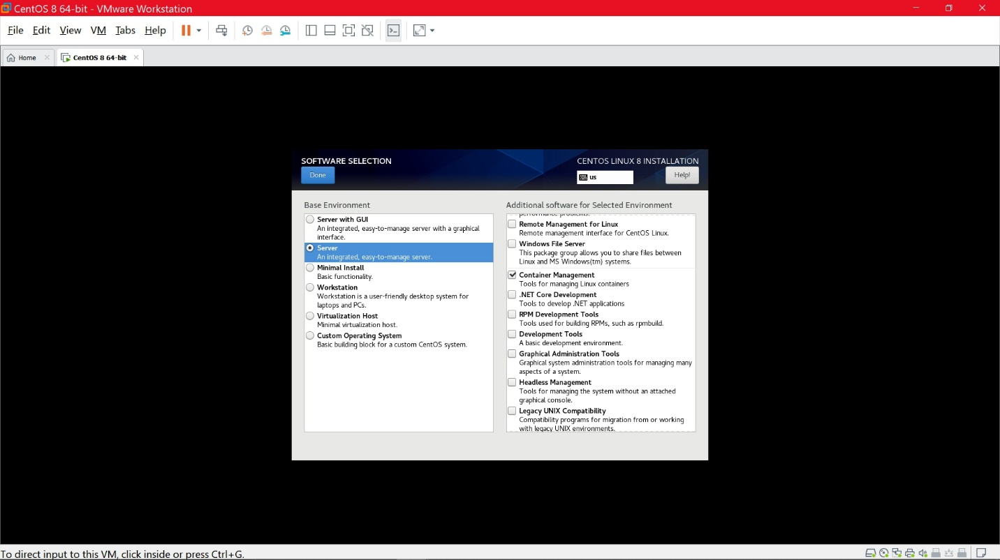 CentOS 8 64-bit - VMware Workstation
File Edit View VM Tabs Help
Home
CentOS 8 64-bit
SOFTWARE SELECTION
CENTOS LINUX 8 INSTALLATION
Done
us
Help!
Base Environment
Server with GUI
An integrated, easy-to-manage server with a graphical
interface.
Server
An integrated, easy-to-manage server.
Minimal Install
Basic functionality.
Workstation
Workstation is a user-friendly desktop system for
laptops and PCs.
Virtualization Host
Minimal virtualization host.
Custom Operating System
Basic building block for a custom CentOS system.
Additional software for Selected Environment
performance problems.
Remote Management for Linux
Remote management interface for CentOS Linux.
Windows File Server
This package group allows you to share files between
Linux and MS Windows(tm) systems.
Container Management
Tools for managing Linux containers
.NET Core Development
Tools to develop .NET applications
RPM Development Tools
Tools used for building RPMs, such as rpmbuild.
Development Tools
A basic development environment.
Graphical Administration Tools
Graphical system administration tools for managing many
aspects of a system.
Headless Management
Tools for managing the system without an attached
graphical console.
Legacy UNIX Compatibility
Compatibility programs for migration from or working
with legacy UNIX environments.
To direct input to this VM, click inside or press Ctrl+G.